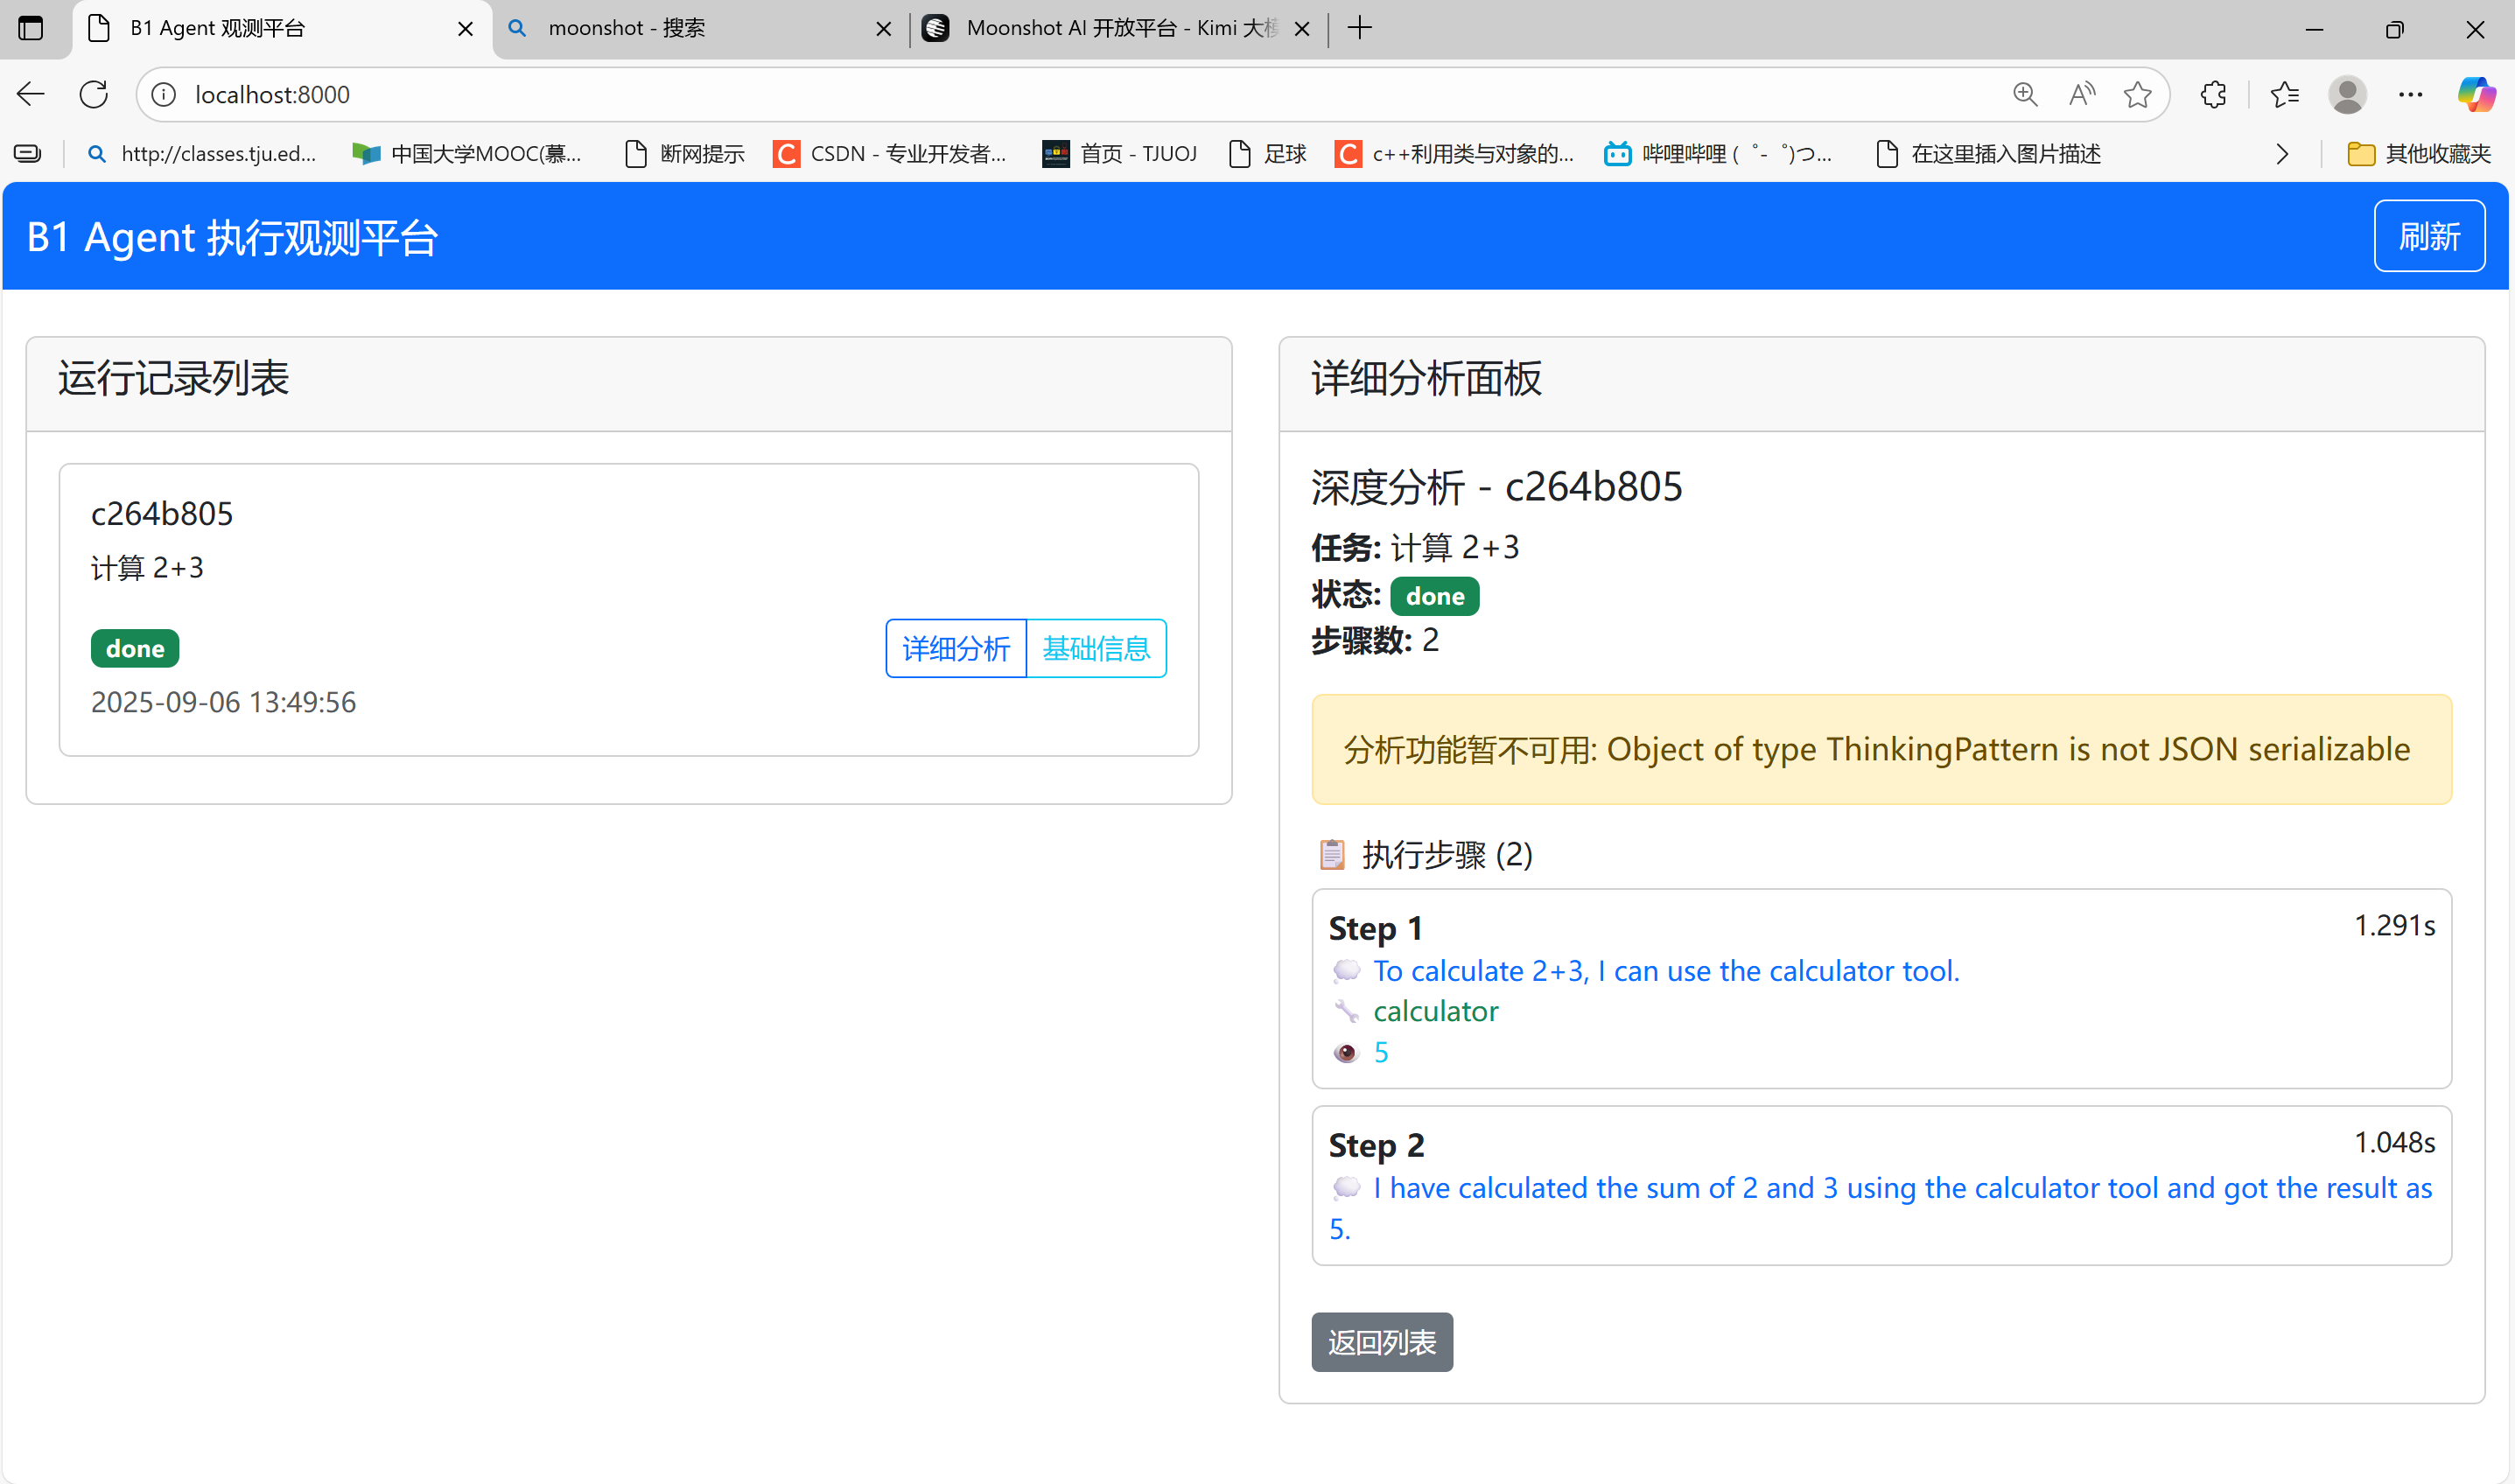 B1 Agent 观测平台
moonshot - 搜索
Moonshot AI 开放平台 - Kimi 大
localhost:8000
http://classes.tju.ed...
中国大学MOOC(慕...
断网提示
CSDN - 专业开发者...
首页 - TJUOJ
足球
c++利用类与对象的...
哔哩哔哩 ( ゜- ゜)つ...
在这里插入图片描述
其他收藏夹
B1 Agent 执行观测平台
刷新
运行记录列表
c264b805
计算 2+3
done
详细分析
基础信息
2025-09-06 13:49:56
详细分析面板
深度分析 - c264b805
任务: 计算 2+3
状态: done
步骤数: 2
分析功能暂不可用: Object of type ThinkingPattern is not JSON serializable
📋 执行步骤 (2)
Step 1
1.291s
💭 To calculate 2+3, I can use the calculator tool.
🔧 calculator
👁️ 5
Step 2
1.048s
💭 I have calculated the sum of 2 and 3 using the calculator tool and got the result as
5.
返回列表